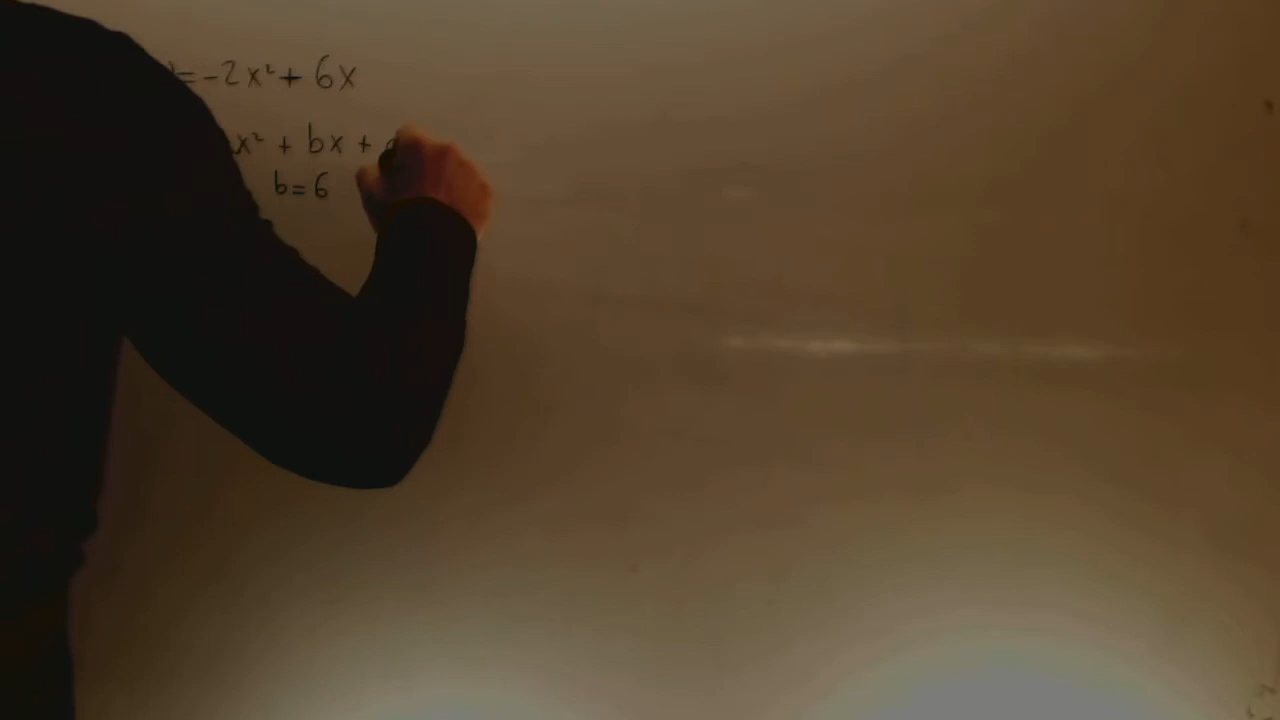 = -2x² + 6x
x² + bx +
b = 6